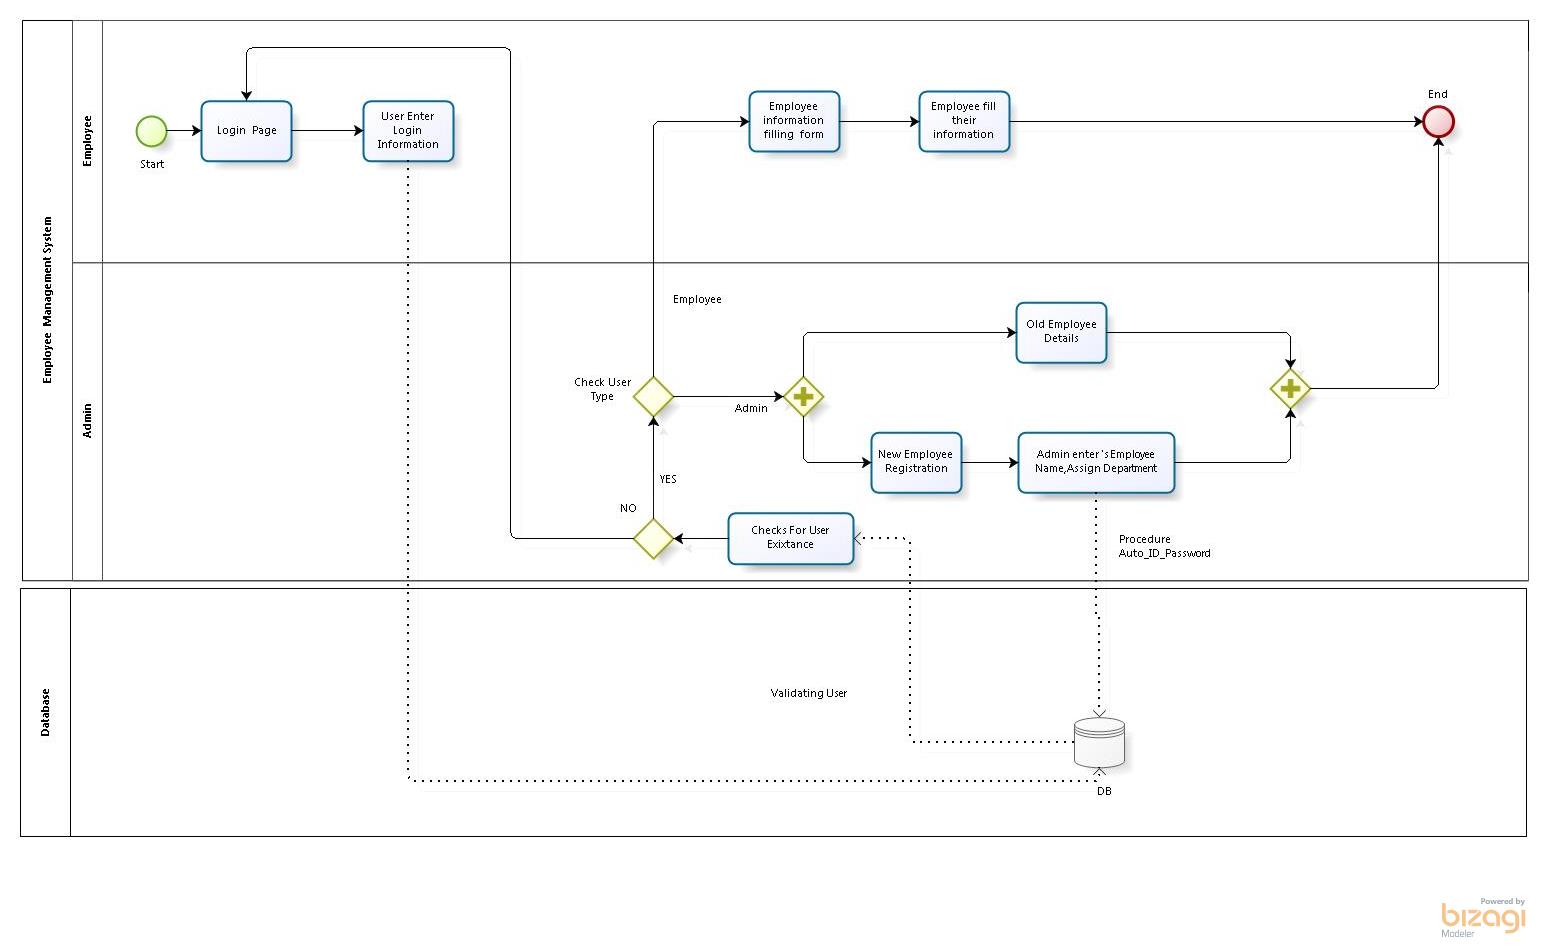 Employee Management System
Employee
Start
Login Page
User Enter
Login
Information
Employee
information
filling form
Employee fill
their
information
End
Admin
Employee
Check User
Type
Admin
Old Employee
Details
New Employee
Registration
Admin enter's Employee
Name,Assign Department
YES
NO
Checks For User
Exixtance
Procedure
Auto_ID_Password
Database
Validating User
DB
Powered by
bizagi
Modeler